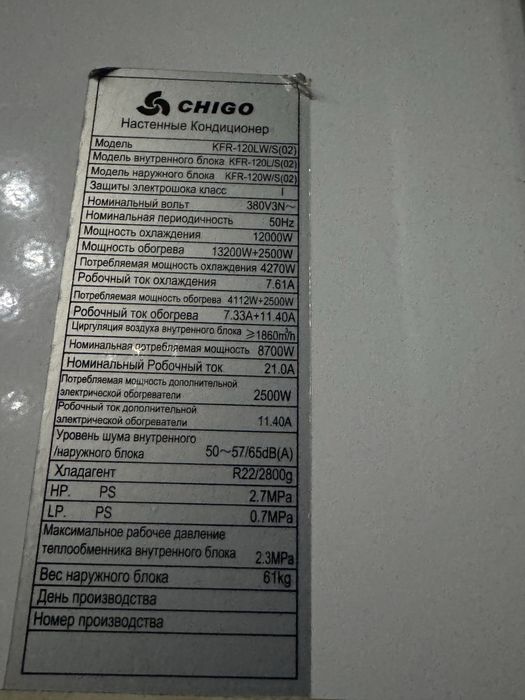 CHIGO
Настенные Кондиционер
Модель KFR-120LW/S(02)
Модель внутренного блока KFR-120L/S(02)
Модель наружного блока KFR-120W/S(02)
Защиты электрошока класс I
Номинальный вольт 380V3N～
Номинальная периодичность 50Hz
Мощность охлаждения 12000W
Мощность обогрева 13200W+2500W
Потребляемая мощность охлаждения 4270W
Робочный ток охлаждения 7.61A
Потребляемая мощность обогрева 4112W+2500W
Робочный ток обогрева 7.33A+11.40A
Циргуляция воздуха внутренного блока ≥1860m³/h
Номинальная потребляемая мощность 8700W
Номинальный Робочный ток 21.0A
Потребляемая мощность дополнительной
электрической обогреватели 2500W
Робочный ток дополнительной
электрической обогреватели 11.40A
Уровень шума внутренного
/наружного блока 50～57/65dB(A)
Хладагент R22/2800g
HP. PS 2.7MPa
LP. PS 0.7MPa
Максимальное рабочее давление
теплообменника внутренного блока 2.3MPa
Вес наружного блока 61kg
День производства
Номер производства